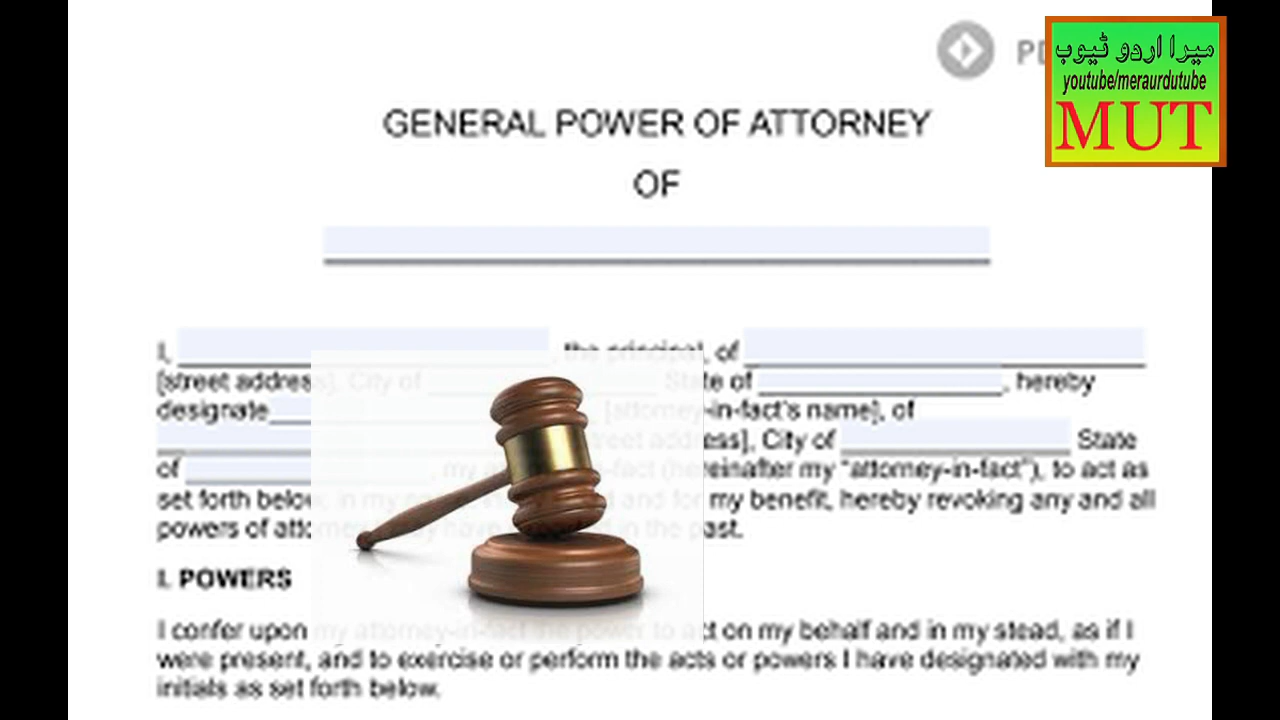 PD
میرا اردو ٹیوب
youtube/meraurdutube
MUT
GENERAL POWER OF ATTORNEY
OF
I, , the principal, of
[street address], City of State of , hereby
designate , [attorney-in-fact's name], of
[street address], City of State
of , my attorney-in-fact (hereinafter my “attorney-in-fact”), to act as
set forth below, in my name, in my stead and for my benefit, hereby revoking any and all
powers of attorney I may have executed in the past.
I. POWERS
I confer upon my attorney-in-fact the power to act on my behalf and in my stead, as if I
were present, and to exercise or perform the acts or powers I have designated with my
initials as set forth below.